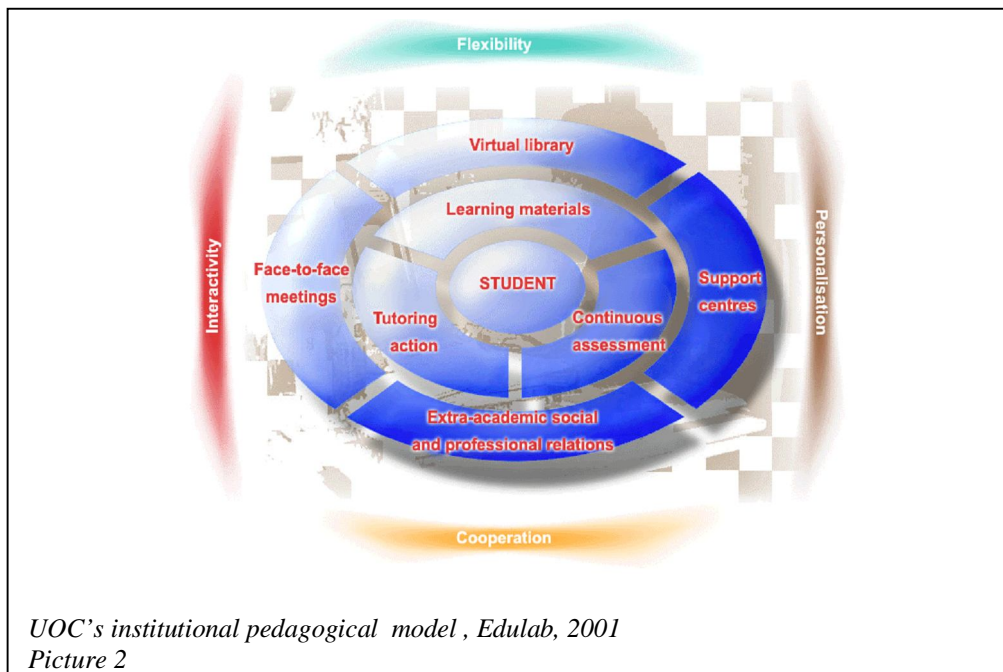 Flexibility
Interactivity
Personalisation
Virtual library
Learning materials
Face-to-face
meetings
STUDENT
Support
centres
Tutoring
action
Continuous
assessment
Extra-academic social
and professional relations
Cooperation
UOC’s institutional pedagogical  model , Edulab, 2001
Picture 2